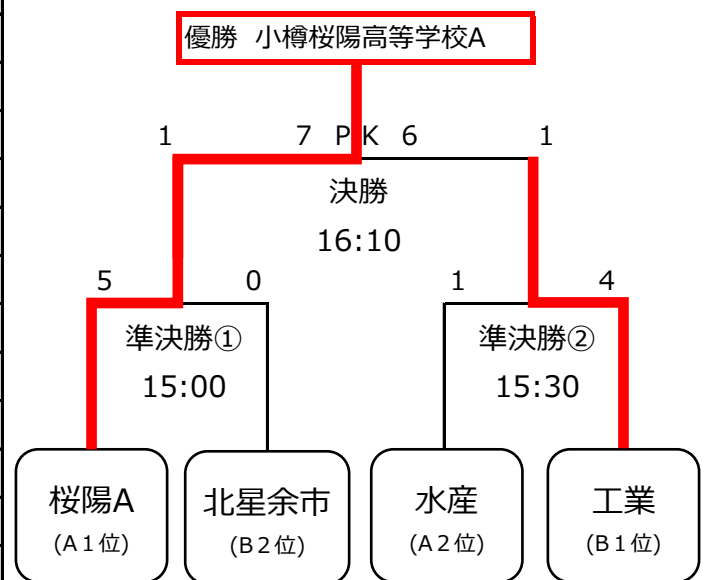 優勝 小樽桜陽高等学校A
1 7 PK 6 1
決勝
16:10
5 0 1 4
準決勝① 準決勝②
15:00 15:30
桜陽A 北星余市 水産 工業
(A1位) (B2位) (A2位) (B1位)